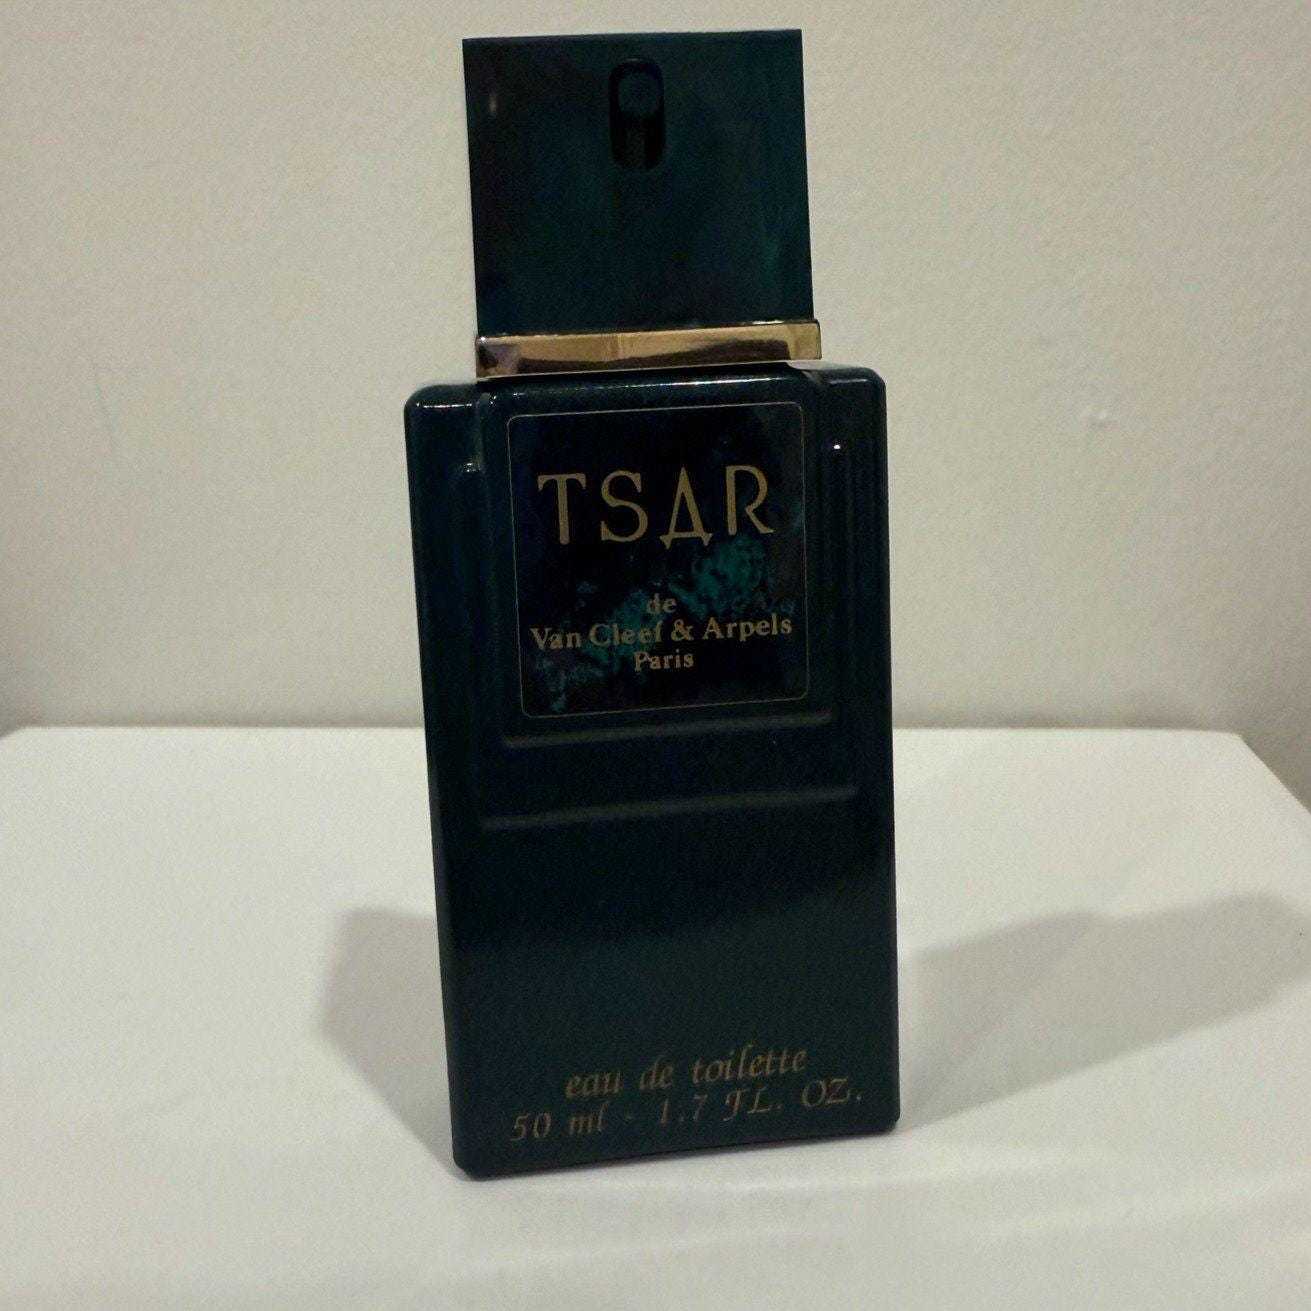 TSAR
de
Van Cleef & Arpels
Paris
eau de toilette
50 ml - 1.7 FL. OZ.